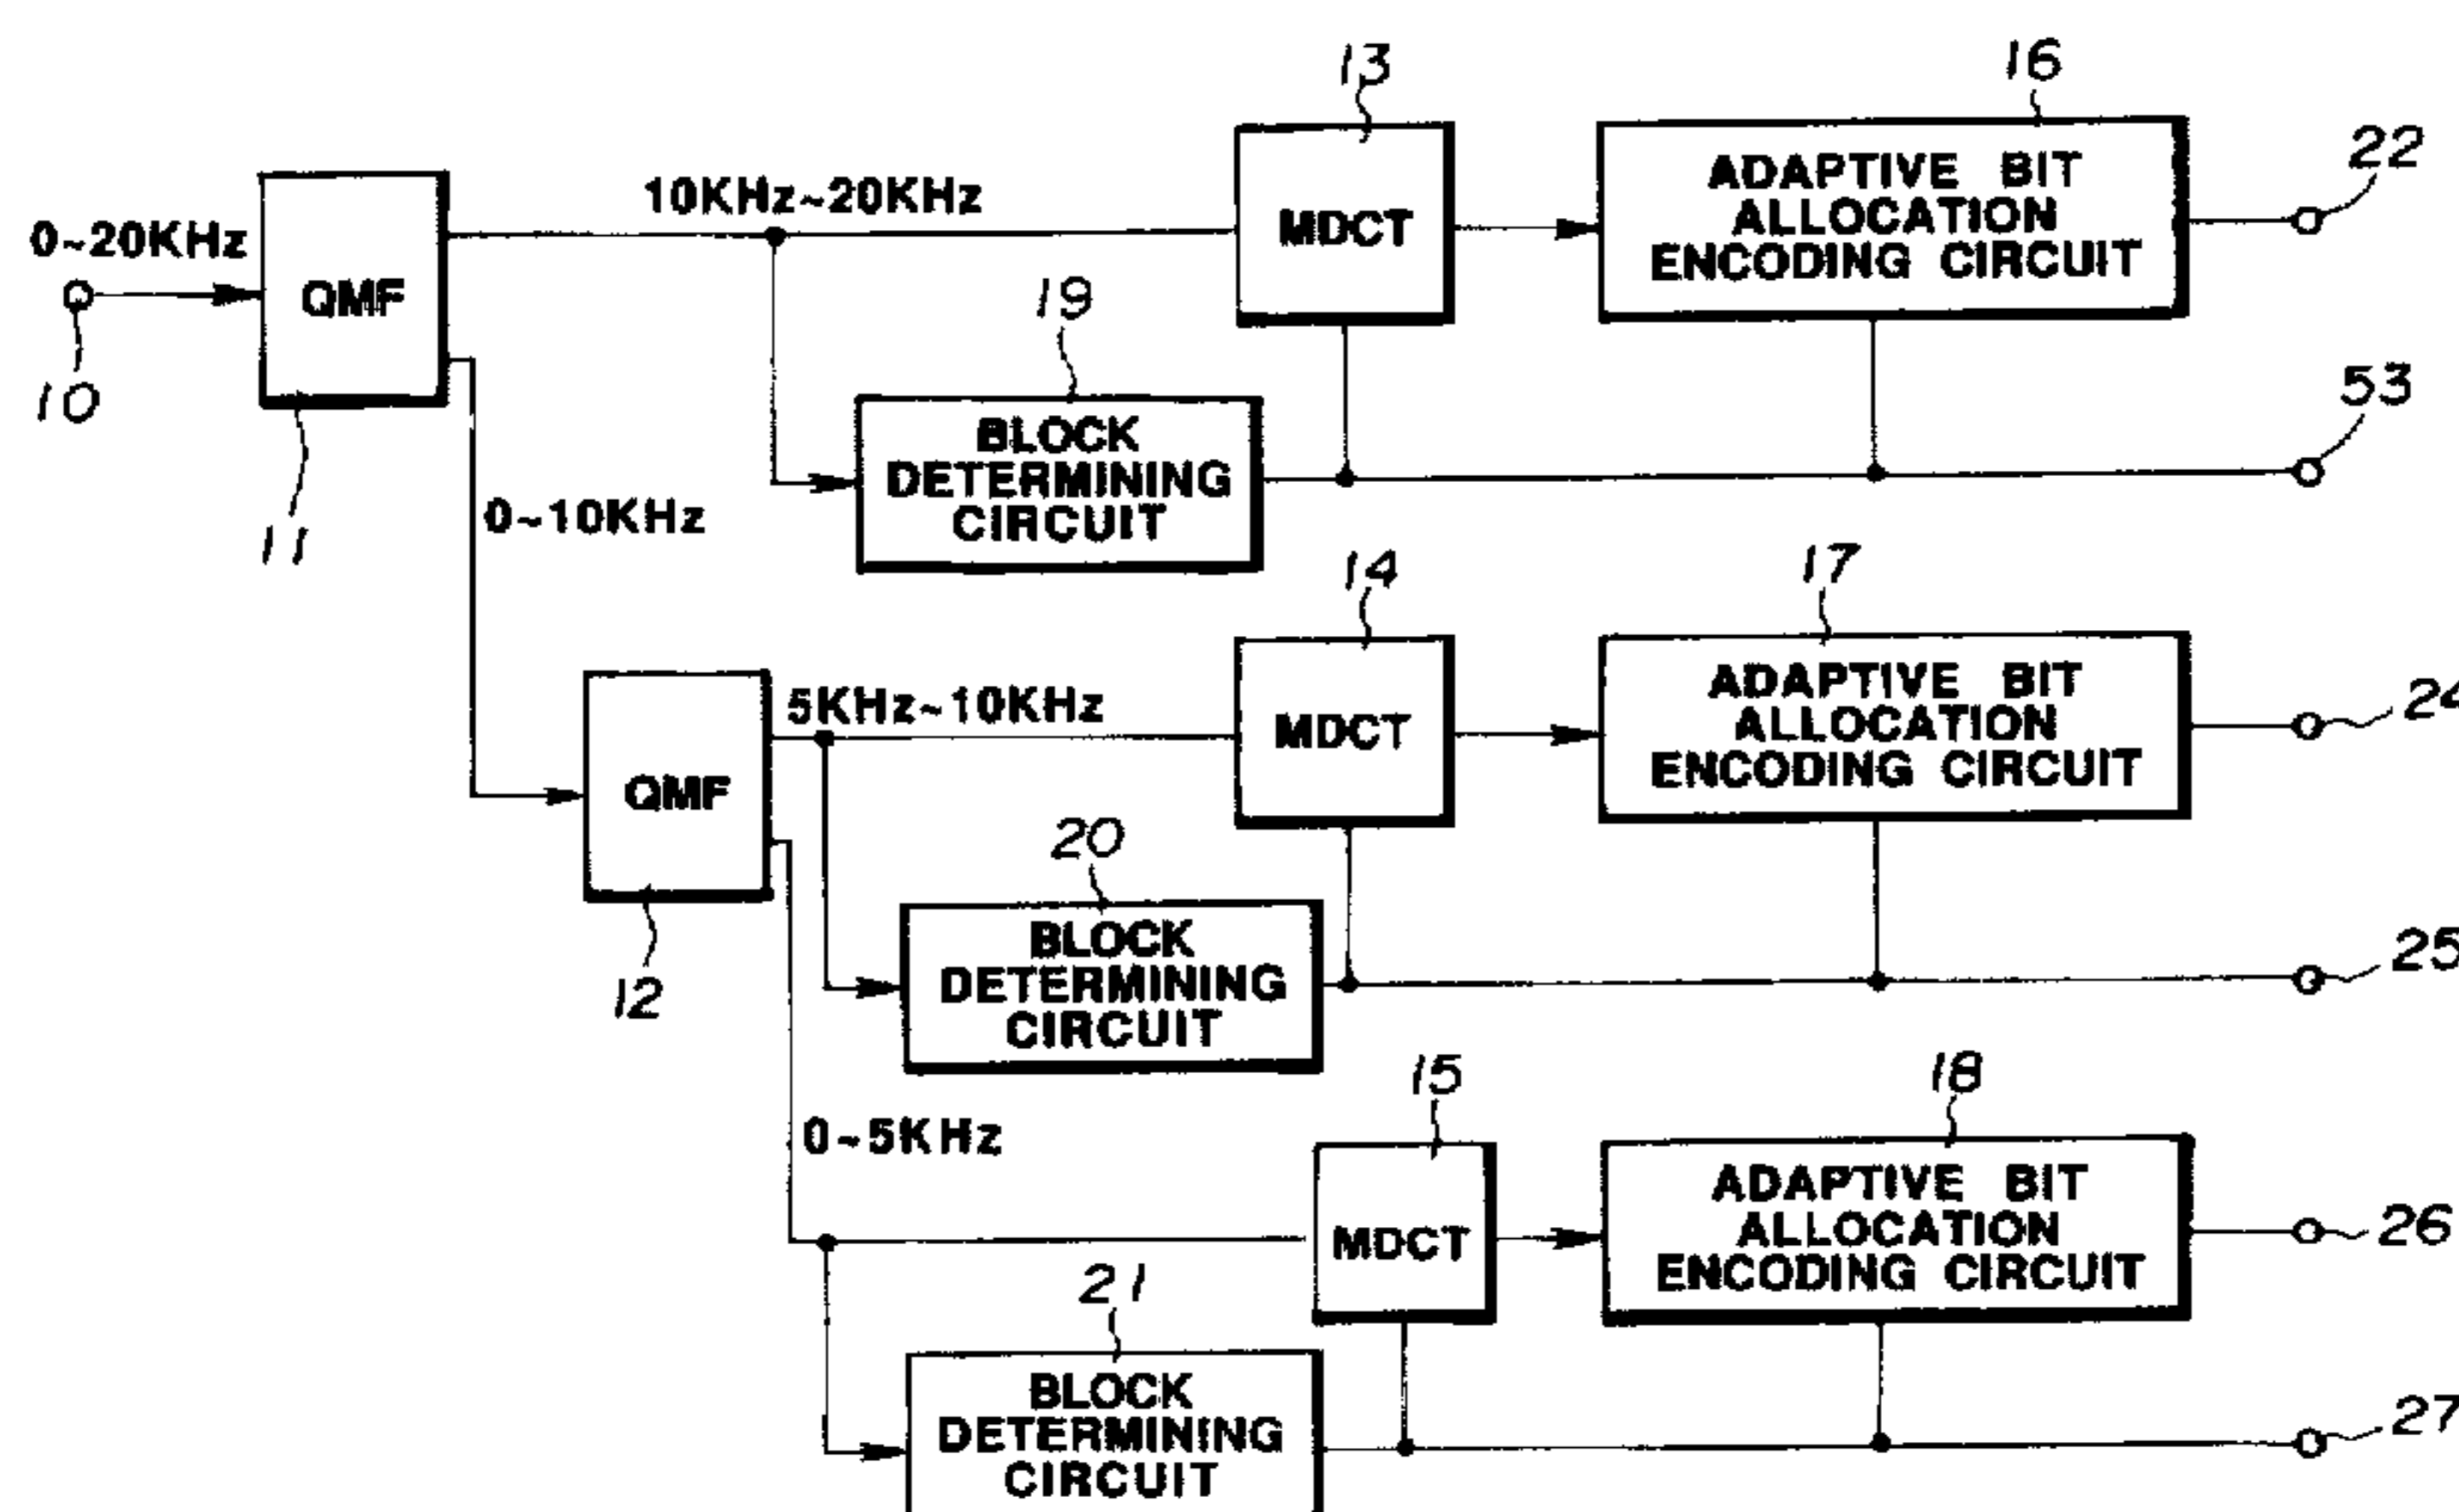 13
16
22
ADAPTIVE BIT
ALLOCATION
ENCODING CIRCUIT
10KHz~20KHz
MDCT
0~20KHz
QMF
19
10
53
BLOCK
DETERMINING
CIRCUIT
11
0~10KHz
14
17
ADAPTIVE BIT
ALLOCATION
ENCODING CIRCUIT
24
5KHz~10KHz
MDCT
QMF
20
12
BLOCK
DETERMINING
CIRCUIT
25
15
18
0~5KHz
ADAPTIVE BIT
ALLOCATION
ENCODING CIRCUIT
26
MDCT
21
BLOCK
DETERMINING
CIRCUIT
27